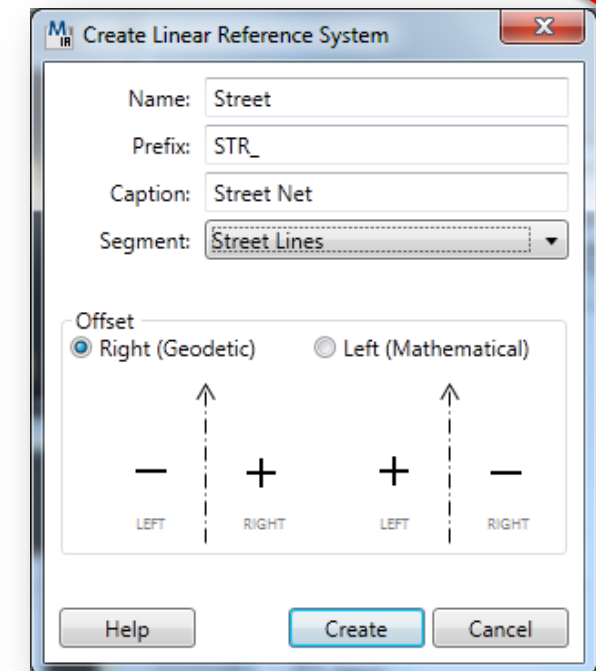 M IR Create Linear Reference System X
Name: Street
Prefix: STR_
Caption: Street Net
Segment: Street Lines
Offset
Right (Geodetic) Left (Mathematical)
− + + −
LEFT RIGHT LEFT RIGHT
Help Create Cancel